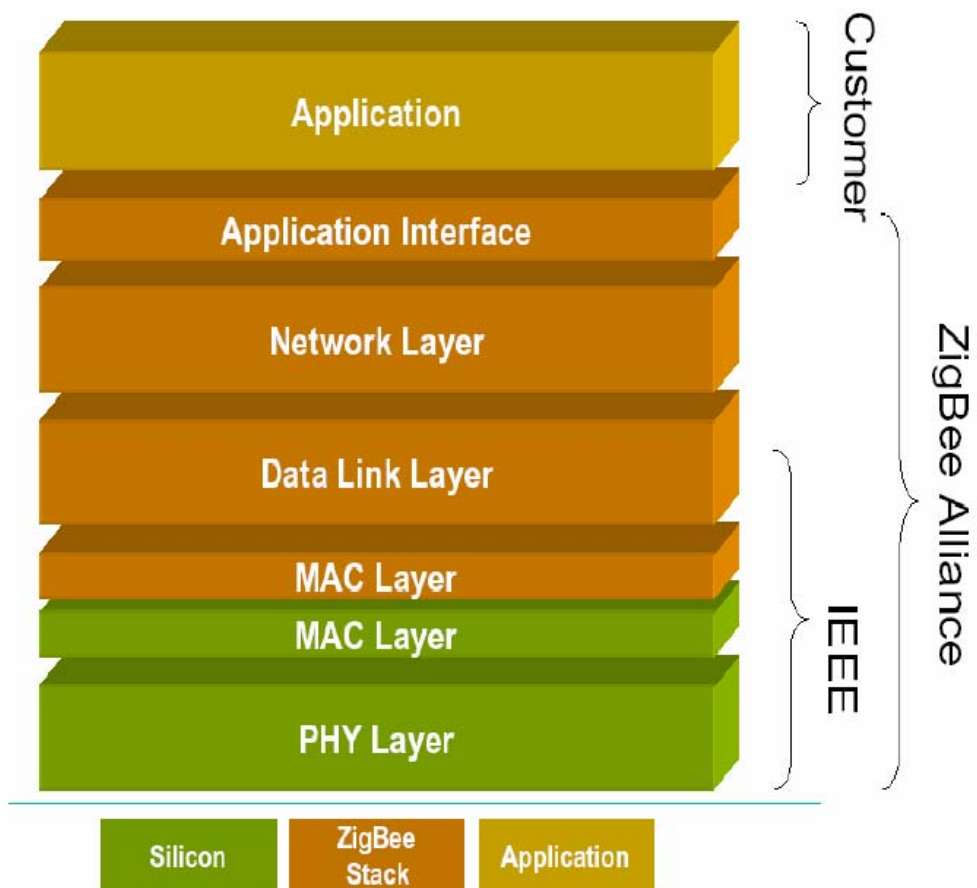 Application
Application Interface
Network Layer
Data Link Layer
MAC Layer
MAC Layer
PHY Layer
Customer
ZigBee Alliance
IEEE
Silicon
ZigBee
Stack
Application